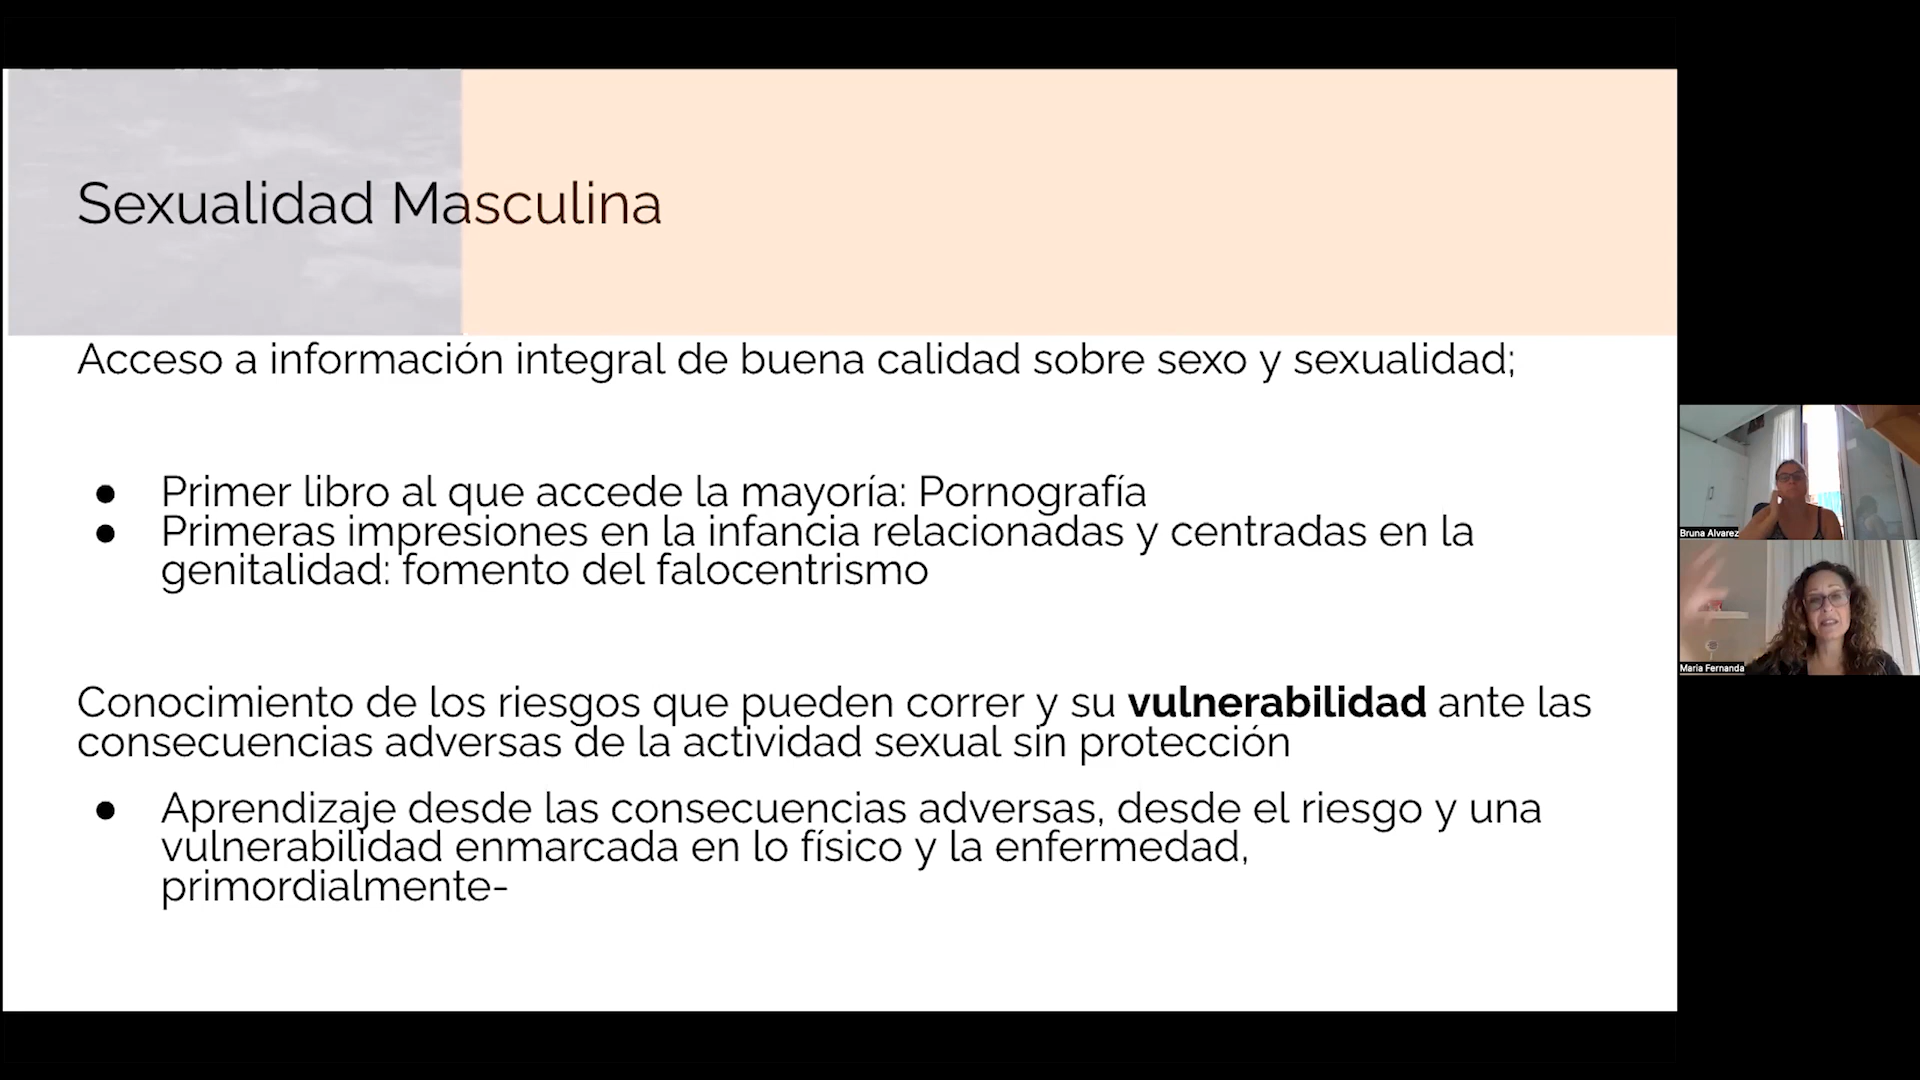 Sexualidad Masculina
Acceso a información integral de buena calidad sobre sexo y sexualidad;
● Primer libro al que accede la mayoría: Pornografía
● Primeras impresiones en la infancia relacionadas y centradas en la
genitalidad: fomento del falocentrismo
Conocimiento de los riesgos que pueden correr y su vulnerabilidad ante las
consecuencias adversas de la actividad sexual sin protección
● Aprendizaje desde las consecuencias adversas, desde el riesgo y una
vulnerabilidad enmarcada en lo físico y la enfermedad,
primordialmente-
Bruna Alvarez
Maria Fernanda